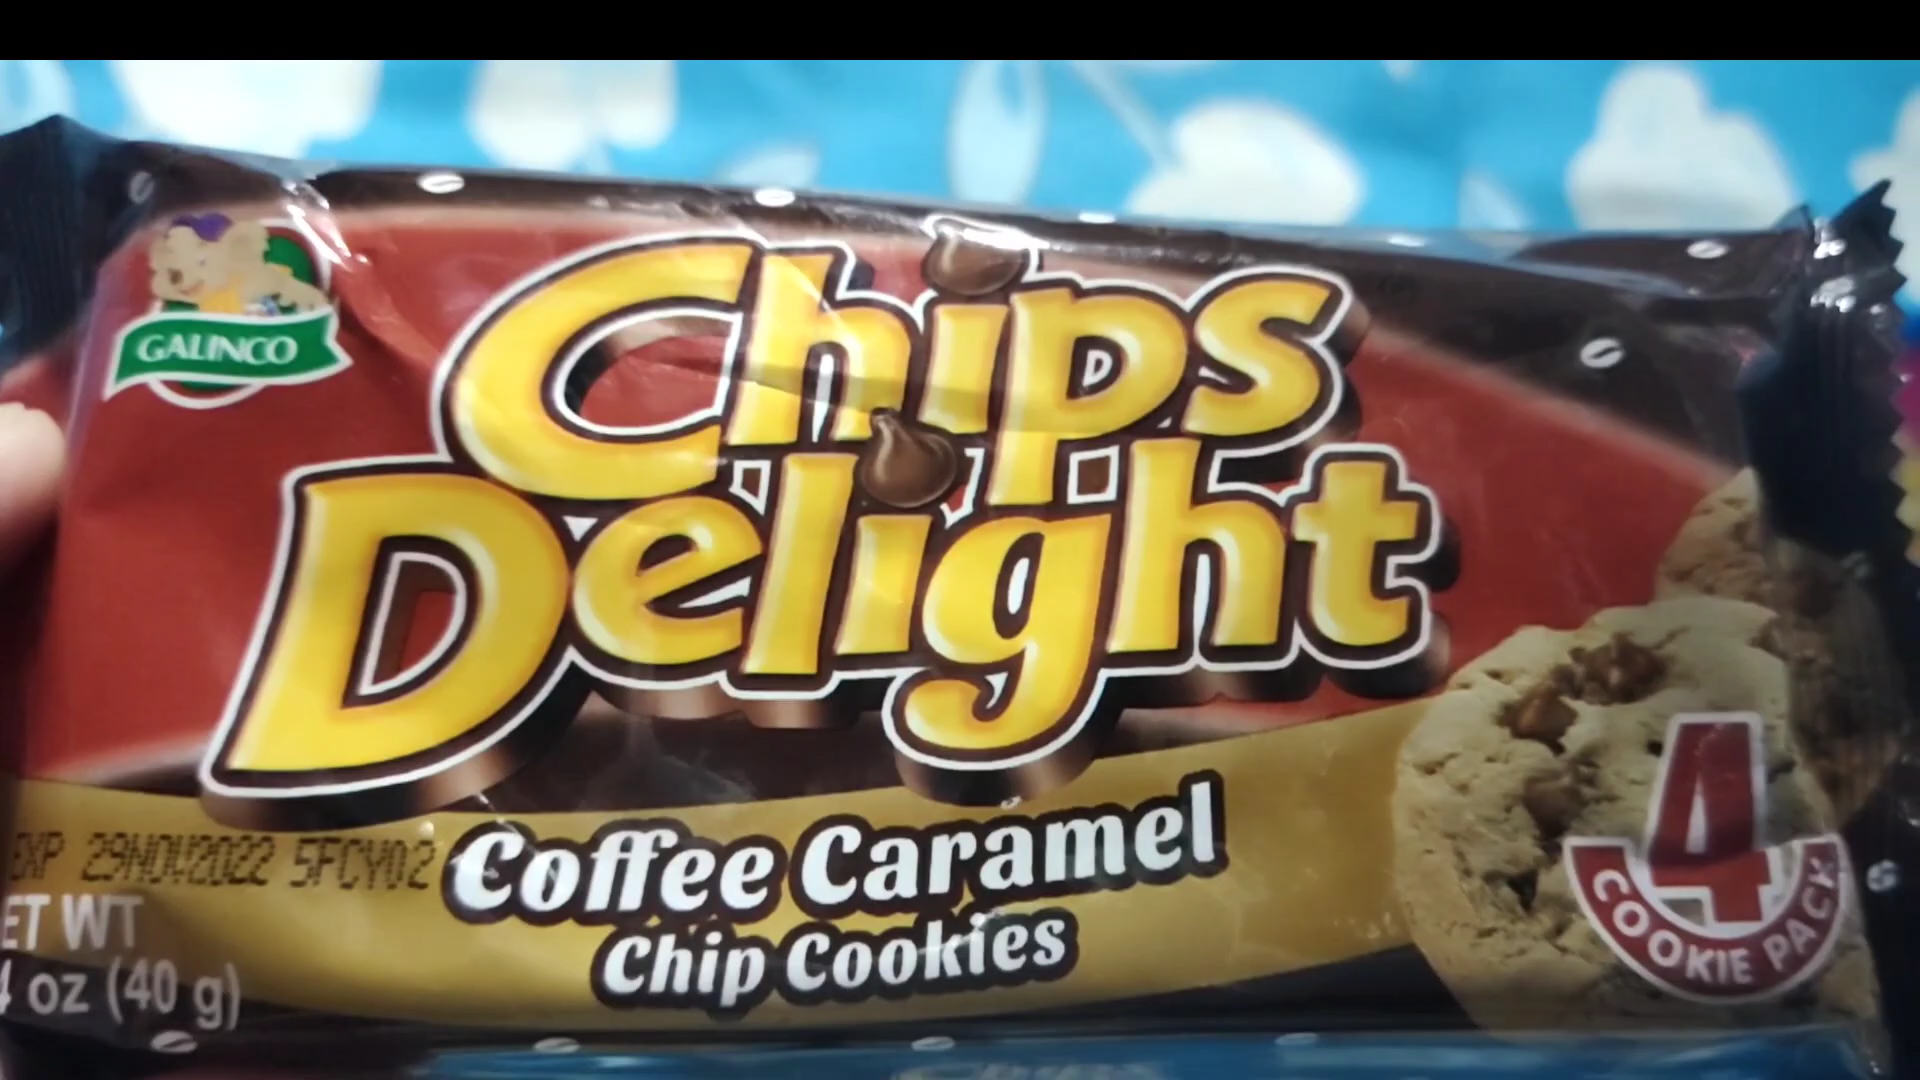 GALINCO
Chips
Delight
EXP 29NOV2022 5FCY02
Coffee Caramel
Chip Cookies
ET WT
4 oz (40 g)
4
COOKIE PACK